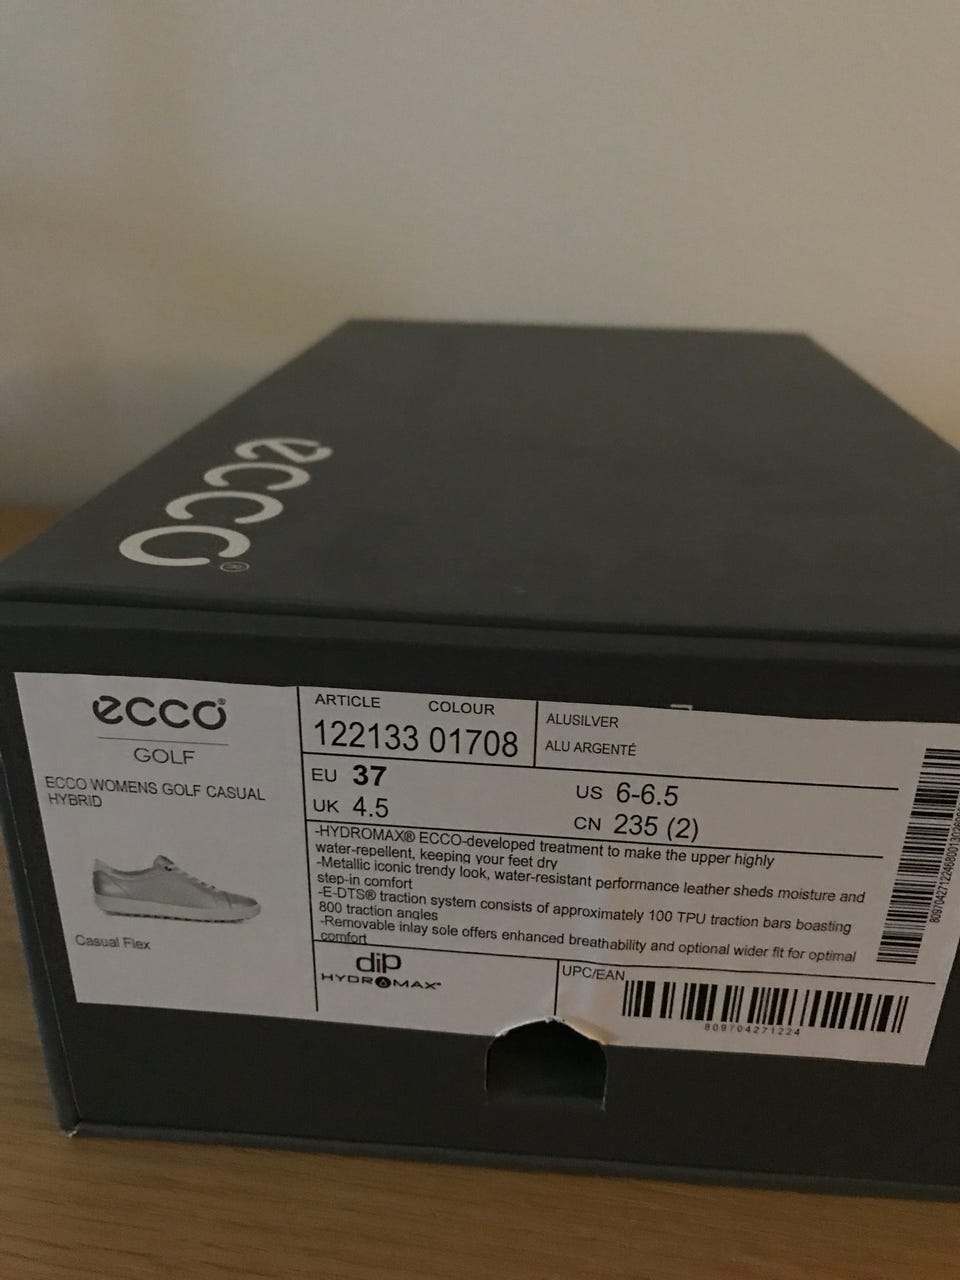 ecco®
ecco®
GOLF
ECCO WOMENS GOLF CASUAL
HYBRID
Casual Flex
ARTICLE COLOUR
122133 01708
ALUSILVER
ALU ARGENTÉ
EU 37
UK 4.5
US 6-6.5
CN 235 (2)
-HYDROMAX® ECCO-developed treatment to make the upper highly
water-repellent, keeping your feet dry
-Metallic iconic trendy look, water-resistant performance leather sheds moisture and
step-in comfort
-E-DTS® traction system consists of approximately 100 TPU traction bars boasting
800 traction angles
-Removable inlay sole offers enhanced breathability and optional wider fit for optimal
comfort
dip
HYDROMAX®
UPC/EAN
809704271224